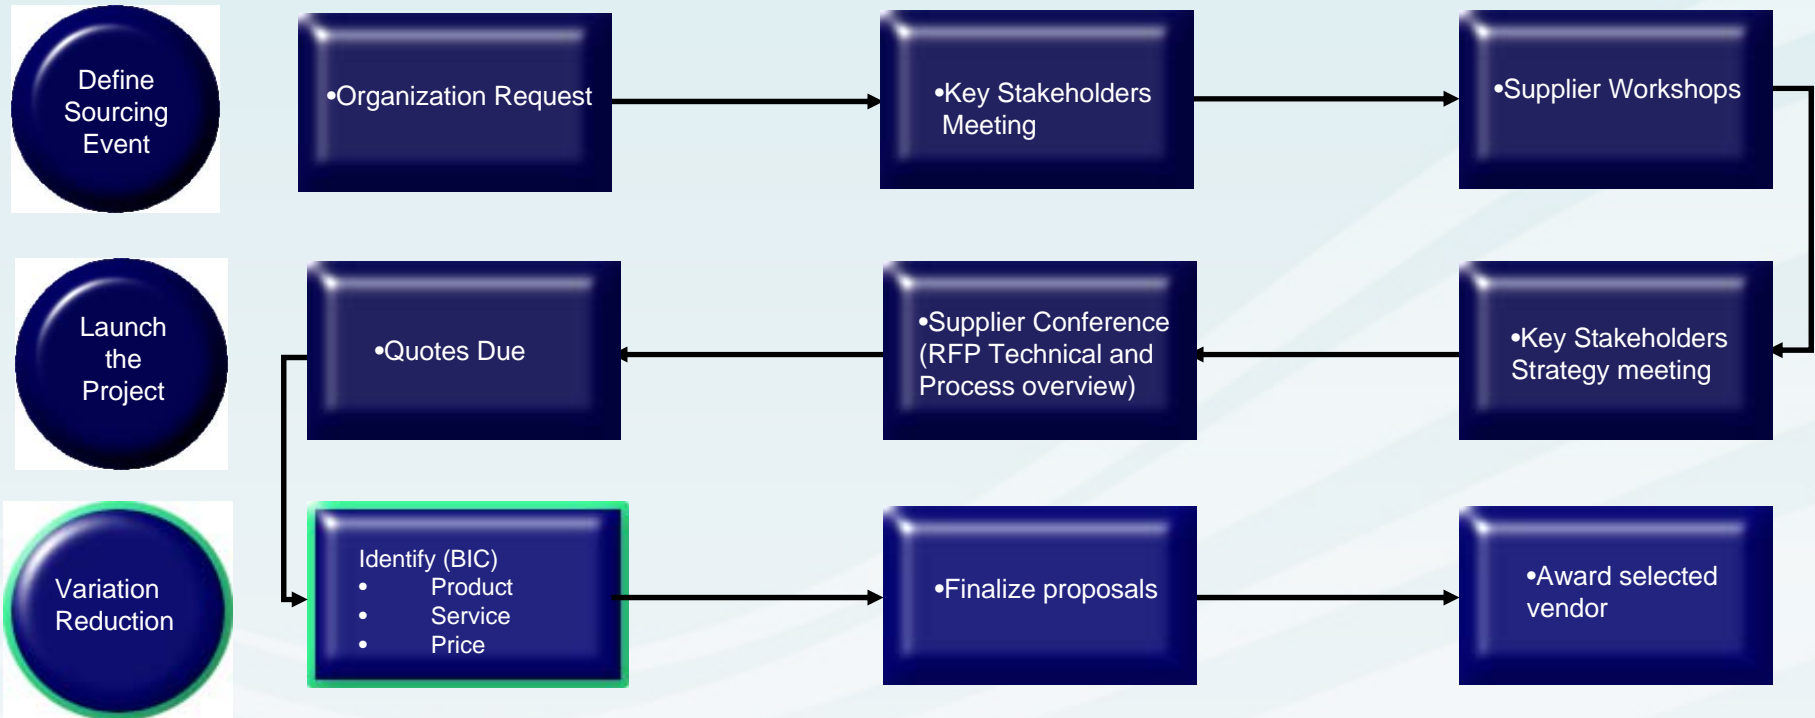 Define
Sourcing
Event
•Organization Request
•Key Stakeholders
Meeting
•Supplier Workshops
Launch
the
Project
•Quotes Due
•Supplier Conference
(RFP Technical and
Process overview)
•Key Stakeholders
Strategy meeting
Variation
Reduction
Identify (BIC)
• Product
• Service
• Price
•Finalize proposals
•Award selected
vendor